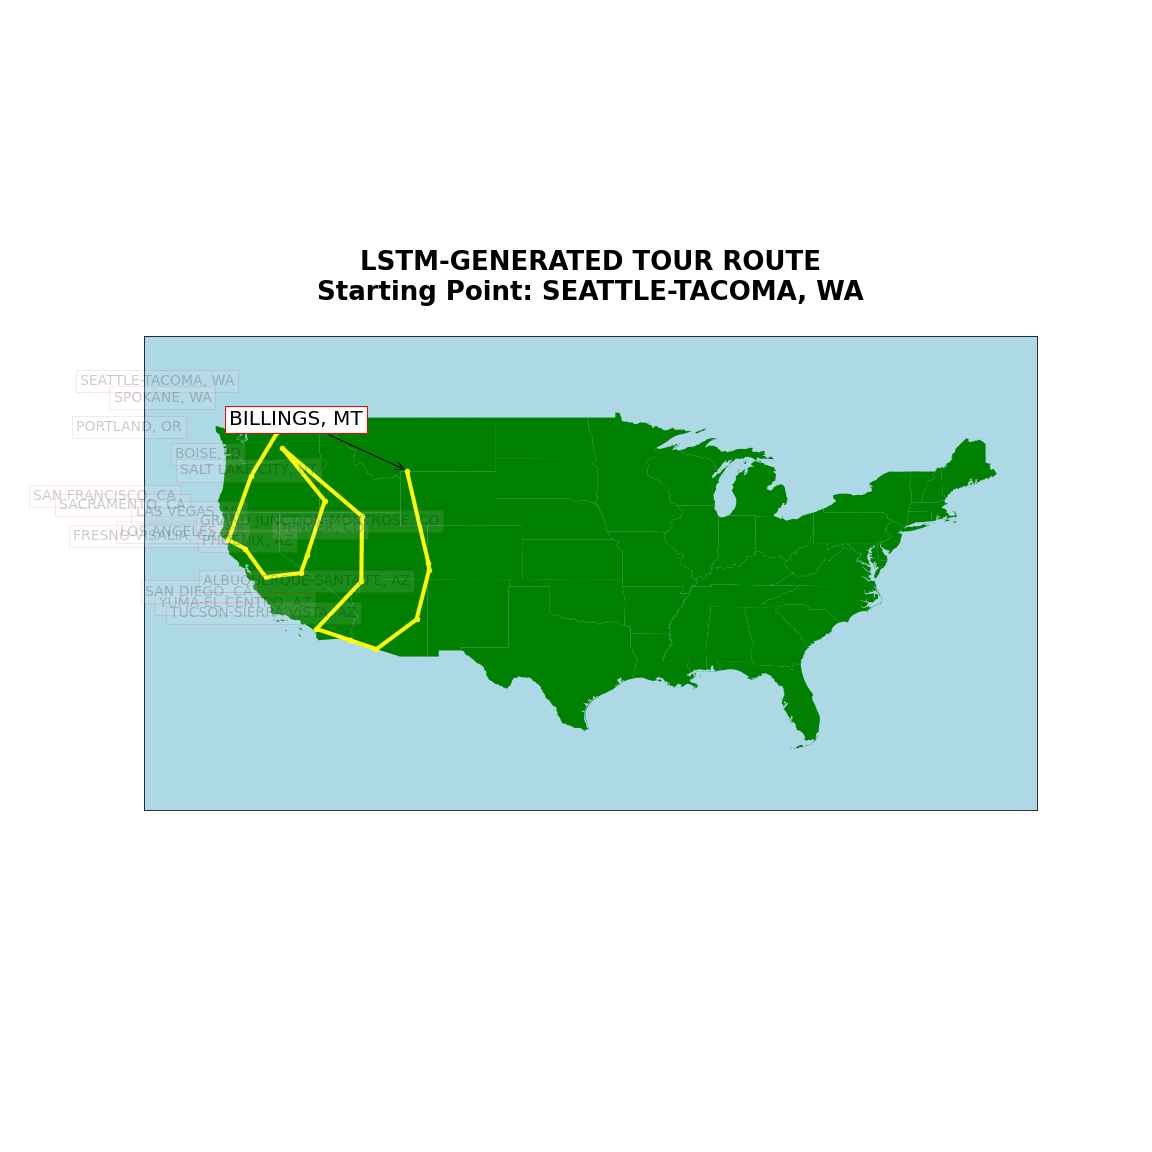 LSTM-GENERATED TOUR ROUTE
Starting Point: SEATTLE-TACOMA, WA
SEATTLE-TACOMA, WA
SPOKANE, WA
BILLINGS, MT
PORTLAND, OR
BOISE, ID
SALT LAKE CITY, UT
SAN FRANCISCO, CA
SACRAMENTO, CA
LAS VEGAS, NV
GRAND JUNCTION-MONTROSE, CO
DENVER, CO
LOS ANGELES, CA
FRESNO-VISALIA, CA
PHOENIX, AZ
ALBUQUERQUE-SANTA FE, AZ
SAN DIEGO, CA
YUMA-EL CENTRO, AZ
TUCSON-SIERRA VISTA, AZ